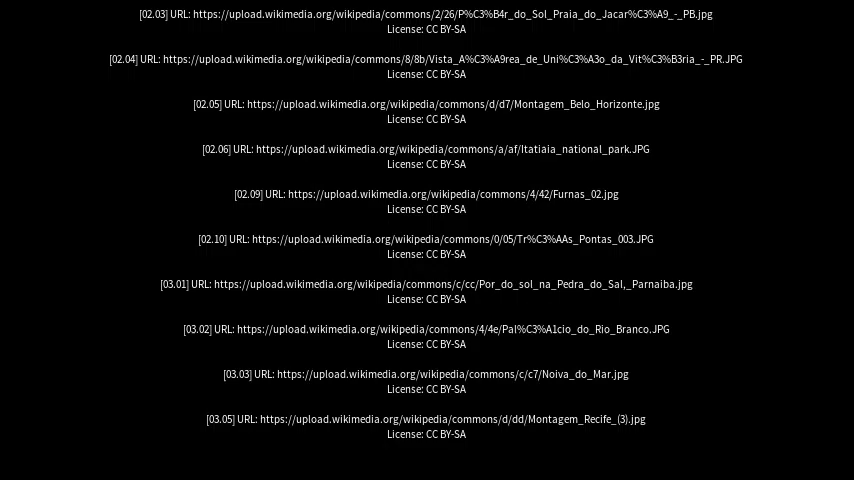 [02.03] URL: https://upload.wikimedia.org/wikipedia/commons/2/26/P%C3%B4r_do_Sol_Praia_do_Jacar%C3%A9_-_PB.jpg
License: CC BY-SA
[02.04] URL: https://upload.wikimedia.org/wikipedia/commons/8/8b/Vista_A%C3%A9rea_de_Uni%C3%A3o_da_Vit%C3%B3ria_-_PR.JPG
License: CC BY-SA
[02.05] URL: https://upload.wikimedia.org/wikipedia/commons/d/d7/Montagem_Belo_Horizonte.jpg
License: CC BY-SA
[02.06] URL: https://upload.wikimedia.org/wikipedia/commons/a/af/Itatiaia_national_park.JPG
License: CC BY-SA
[02.09] URL: https://upload.wikimedia.org/wikipedia/commons/4/42/Furnas_02.jpg
License: CC BY-SA
[02.10] URL: https://upload.wikimedia.org/wikipedia/commons/0/05/Tr%C3%AAs_Pontas_003.JPG
License: CC BY-SA
[03.01] URL: https://upload.wikimedia.org/wikipedia/commons/c/cc/Por_do_sol_na_Pedra_do_Sal,_Parnaiba.jpg
License: CC BY-SA
[03.02] URL: https://upload.wikimedia.org/wikipedia/commons/4/4e/Pal%C3%A1cio_do_Rio_Branco.JPG
License: CC BY-SA
[03.03] URL: https://upload.wikimedia.org/wikipedia/commons/c/c7/Noiva_do_Mar.jpg
License: CC BY-SA
[03.05] URL: https://upload.wikimedia.org/wikipedia/commons/d/dd/Montagem_Recife_(3).jpg
License: CC BY-SA